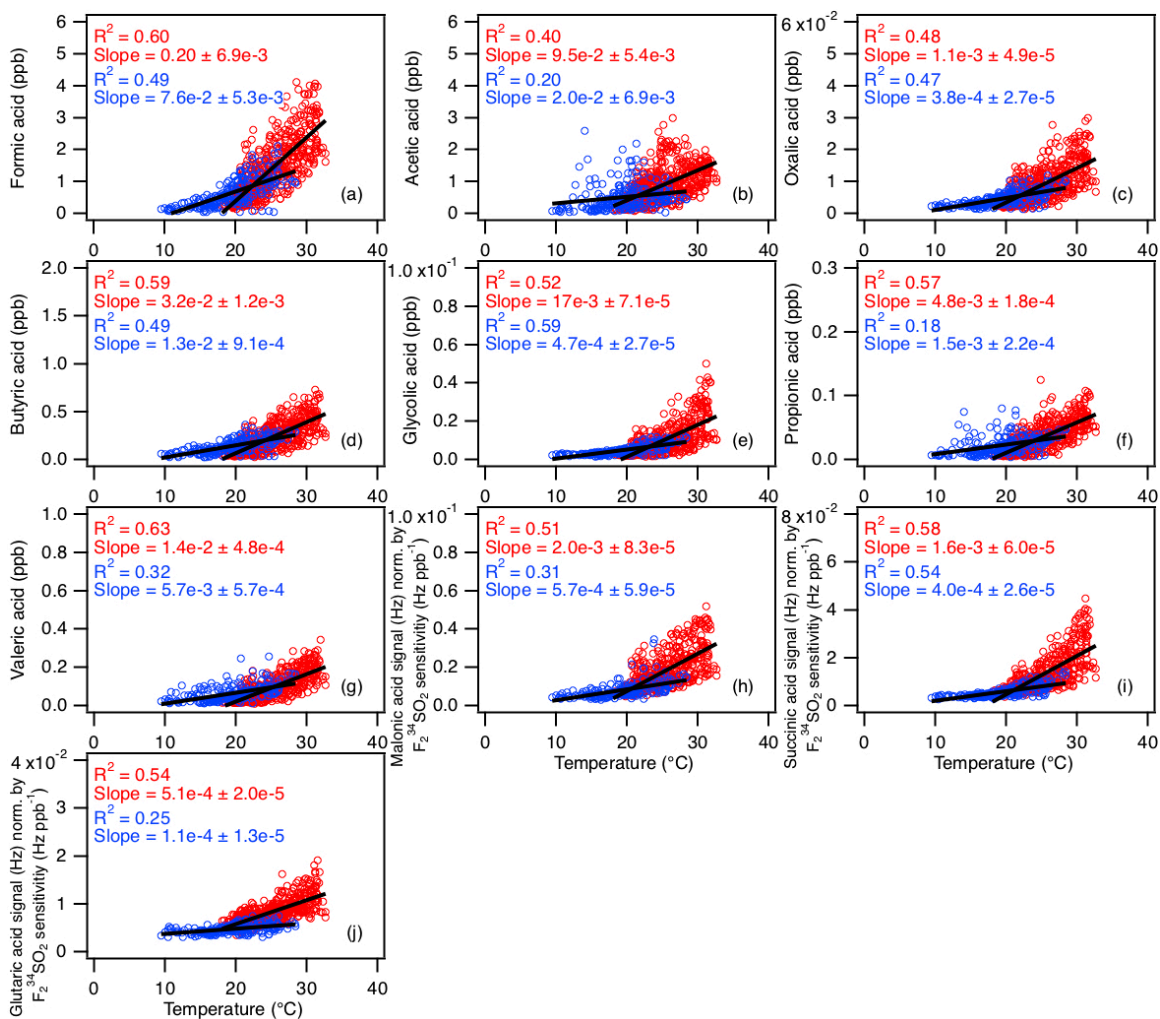 Formic acid (ppb)
6
5
4
3
2
1
0
R² = 0.60
Slope = 0.20 ± 6.9e-3
R² = 0.49
Slope = 7.6e-2 ± 5.3e-3
(a)
0 10 20 30 40
Acetic acid (ppb)
6
5
4
3
2
1
0
R² = 0.40
Slope = 9.5e-2 ± 5.4e-3
R² = 0.20
Slope = 2.0e-2 ± 6.9e-3
(b)
0 10 20 30 40
Oxalic acid (ppb)
6 x10⁻²
5
4
3
2
1
0
R² = 0.48
Slope = 1.1e-3 ± 4.9e-5
R² = 0.47
Slope = 3.8e-4 ± 2.7e-5
(c)
0 10 20 30 40
Butyric acid (ppb)
2.0
1.5
1.0
0.5
0.0
R² = 0.59
Slope = 3.2e-2 ± 1.2e-3
R² = 0.49
Slope = 1.3e-2 ± 9.1e-4
(d)
0 10 20 30 40
Glycolic acid (ppb)
1.0 x10⁻¹
0.8
0.6
0.4
0.2
0.0
R² = 0.52
Slope = 17e-3 ± 7.1e-5
R² = 0.59
Slope = 4.7e-4 ± 2.7e-5
(e)
0 10 20 30 40
Propionic acid (ppb)
0.3
0.2
0.1
0.0
R² = 0.57
Slope = 4.8e-3 ± 1.8e-4
R² = 0.18
Slope = 1.5e-3 ± 2.2e-4
(f)
0 10 20 30 40
Valeric acid (ppb)
1.0
0.8
0.6
0.4
0.2
0.0
R² = 0.63
Slope = 1.4e-2 ± 4.8e-4
R² = 0.32
Slope = 5.7e-3 ± 5.7e-4
(g)
0 10 20 30 40
Malonic acid signal (Hz) norm. by
F₂³⁴SO₂ sensitivitiy (Hz ppb⁻¹)
1.0 x10⁻¹
0.8
0.6
0.4
0.2
0.0
R² = 0.51
Slope = 2.0e-3 ± 8.3e-5
R² = 0.31
Slope = 5.7e-4 ± 5.9e-5
(h)
0 10 20 30 40
Temperature (°C)
Succinic acid signal (Hz) norm. by
F₂³⁴SO₂ sensitivitiy (Hz ppb⁻¹)
8 x10⁻²
6
4
2
0
R² = 0.58
Slope = 1.6e-3 ± 6.0e-5
R² = 0.54
Slope = 4.0e-4 ± 2.6e-5
(i)
0 10 20 30 40
Temperature (°C)
Glutaric acid signal (Hz) norm. by
F₂³⁴SO₂ sensitivitiy (Hz ppb⁻¹)
4 x10⁻²
3
2
1
0
R² = 0.54
Slope = 5.1e-4 ± 2.0e-5
R² = 0.25
Slope = 1.1e-4 ± 1.3e-5
(j)
0 10 20 30 40
Temperature (°C)